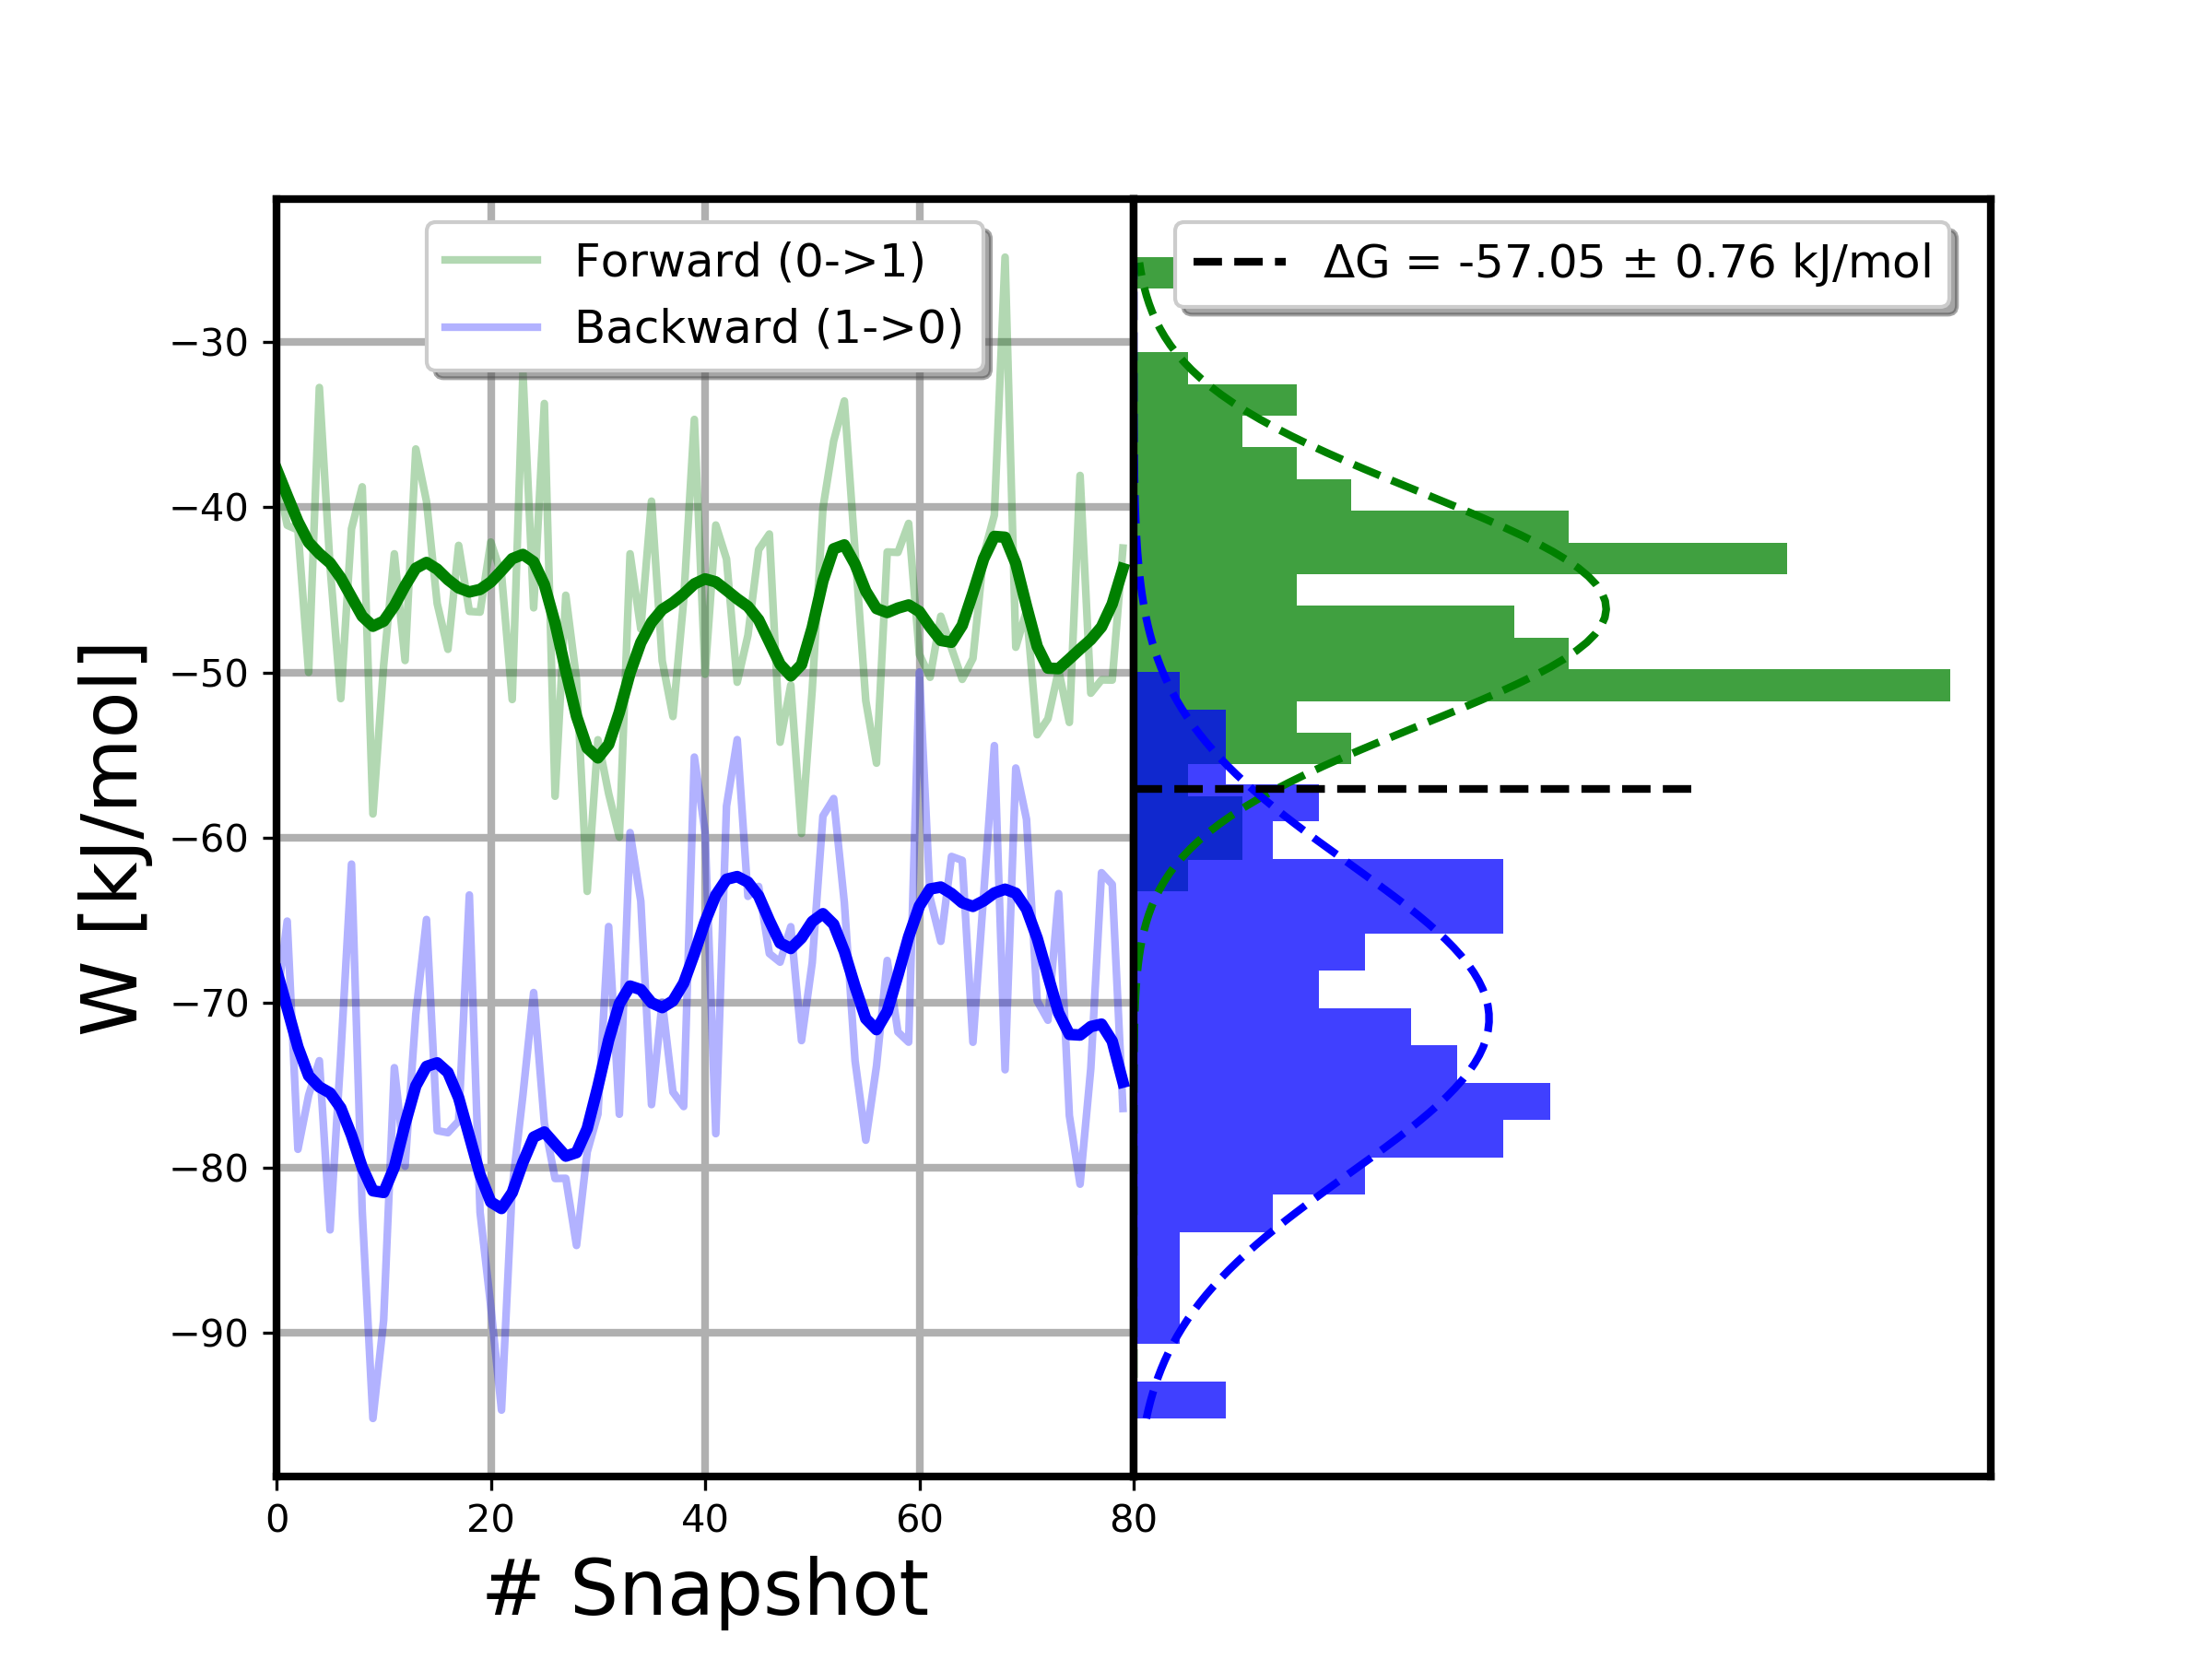 Forward (0->1)
Backward (1->0)
ΔG = -57.05 ± 0.76 kJ/mol
W [kJ/mol]
−30
−40
−50
−60
−70
−80
−90
0
20
40
60
80
# Snapshot